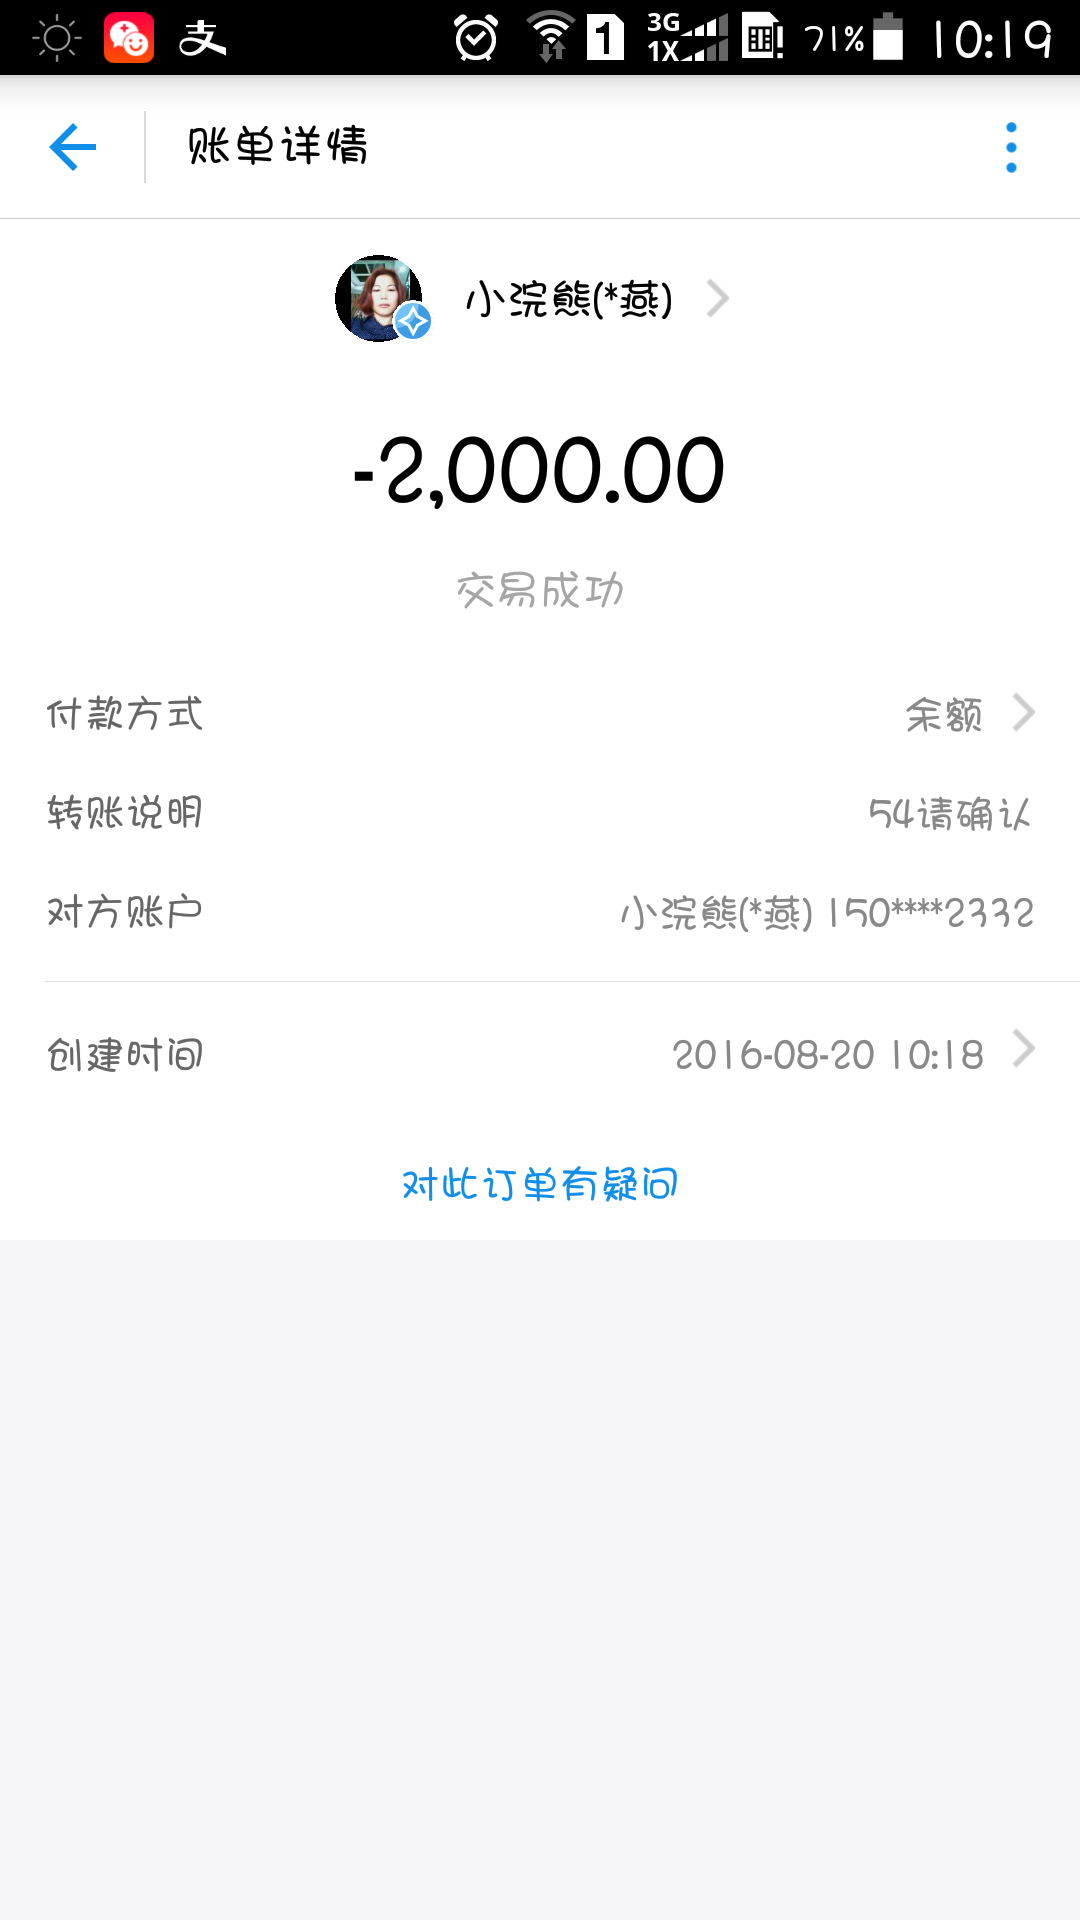 支 1 3G 1X 71% 10:19
账单详情
小浣熊(*燕)
-2,000.00
交易成功
付款方式 余额
转账说明 54请确认
对方账户 小浣熊(*燕) 150****2332
创建时间 2016-08-20 10:18
对此订单有疑问